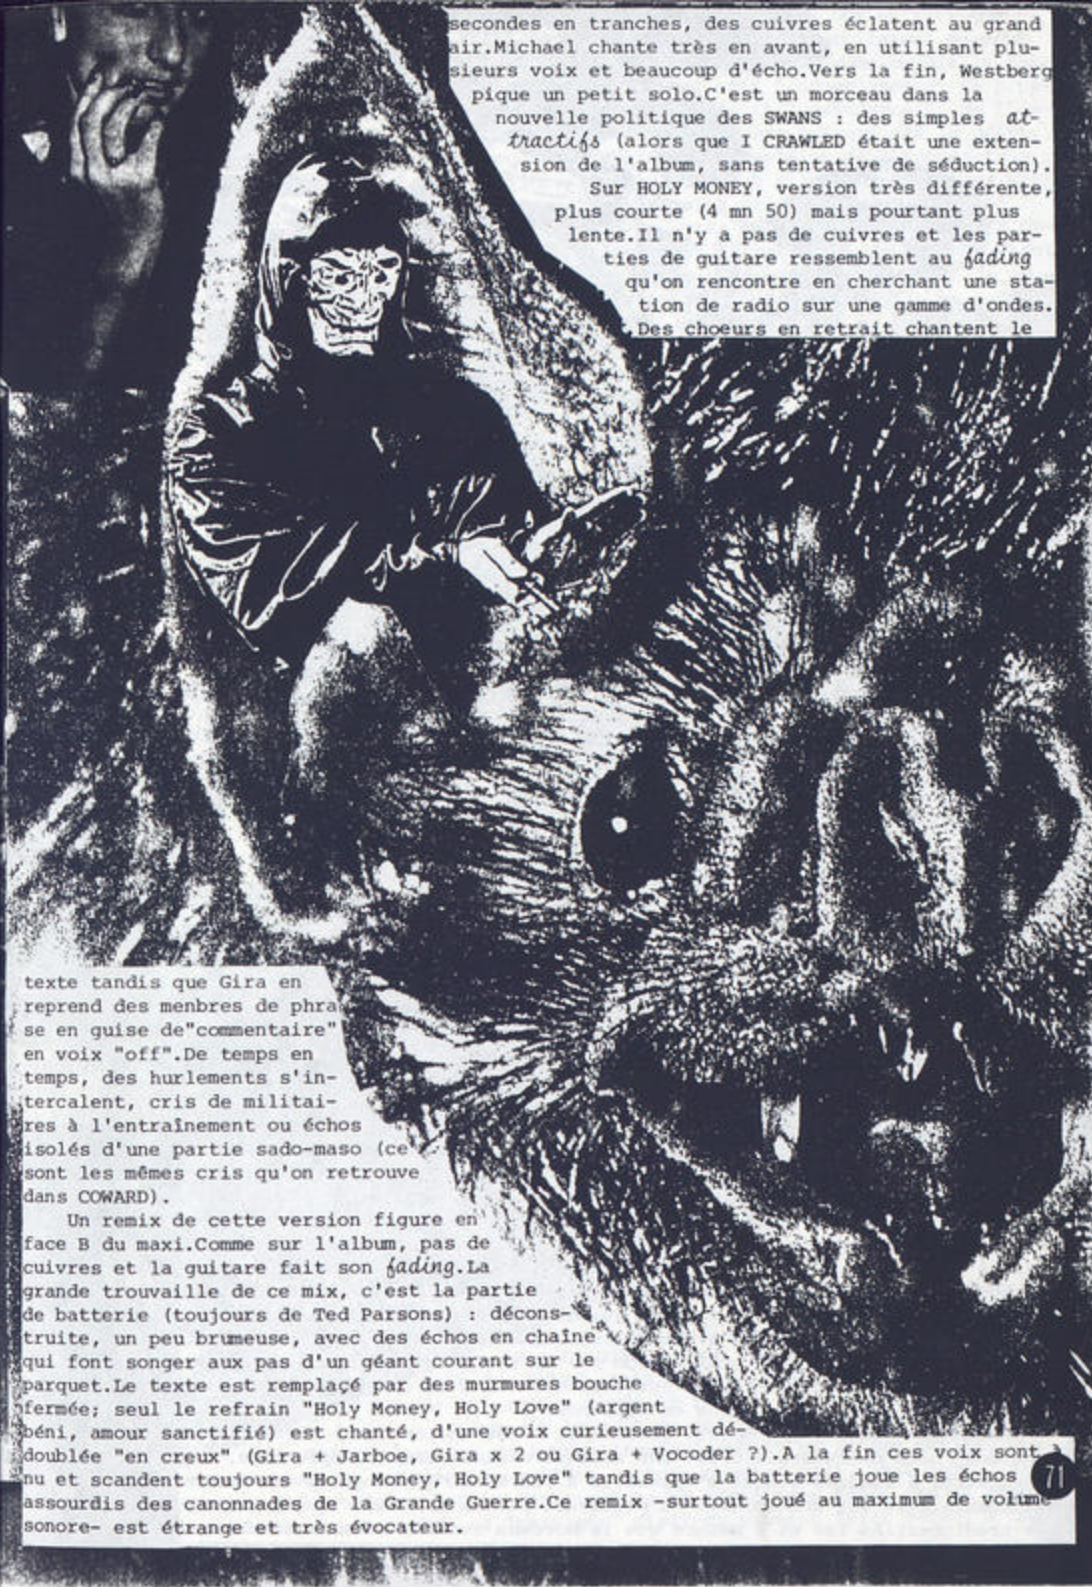 secondes en tranches, des cuivres éclatent au grand
air.Michael chante très en avant, en utilisant plu-
sieurs voix et beaucoup d'écho.Vers la fin, Westberg
pique un petit solo.C'est un morceau dans la
nouvelle politique des SWANS : des simples at-
tractifs (alors que I CRAWLED était une exten-
sion de l'album, sans tentative de séduction).
Sur HOLY MONEY, version très différente,
plus courte (4 mn 50) mais pourtant plus
lente.Il n'y a pas de cuivres et les par-
ties de guitare ressemblent au fading
qu'on rencontre en cherchant une sta-
tion de radio sur une gamme d'ondes.
Des choeurs en retrait chantent le
texte tandis que Gira en
reprend des menbres de phra
se en guise de"commentaire"
en voix "off".De temps en
temps, des hurlements s'in-
tercalent, cris de militai-
res à l'entraînement ou échos
isolés d'une partie sado-maso (ce
sont les mêmes cris qu'on retrouve
dans COWARD).
Un remix de cette version figure en
face B du maxi.Comme sur l'album, pas de
cuivres et la guitare fait son fading.La
grande trouvaille de ce mix, c'est la partie
de batterie (toujours de Ted Parsons) : décons-
truite, un peu brumeuse, avec des échos en chaîne
qui font songer aux pas d'un géant courant sur le
parquet.Le texte est remplaçé par des murmures bouche
fermée; seul le refrain "Holy Money, Holy Love" (argent
béni, amour sanctifié) est chanté, d'une voix curieusement dé-
doublée "en creux" (Gira + Jarboe, Gira x 2 ou Gira + Vocoder ?).A la fin ces voix sont à
nu et scandent toujours "Holy Money, Holy Love" tandis que la batterie joue les échos
assourdis des canonnades de la Grande Guerre.Ce remix -surtout joué au maximum de volume
sonore- est étrange et très évocateur.
71